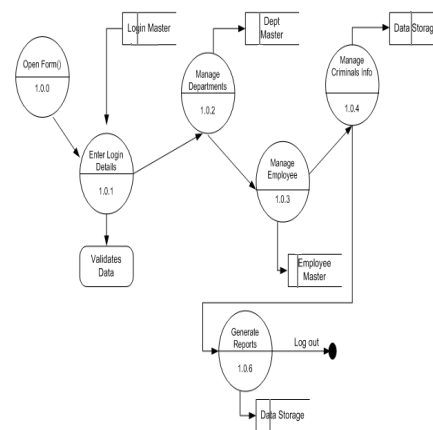 Login Master
Dept
Master
Data Storage
Open Form()
1.0.0
Manage
Departments
1.0.2
Manage
Criminals Info
1.0.4
Enter Login
Details
1.0.1
Manage
Employee
1.0.3
Validates
Data
Employee
Master
Generate
Reports
1.0.6
Log out
Data Storage